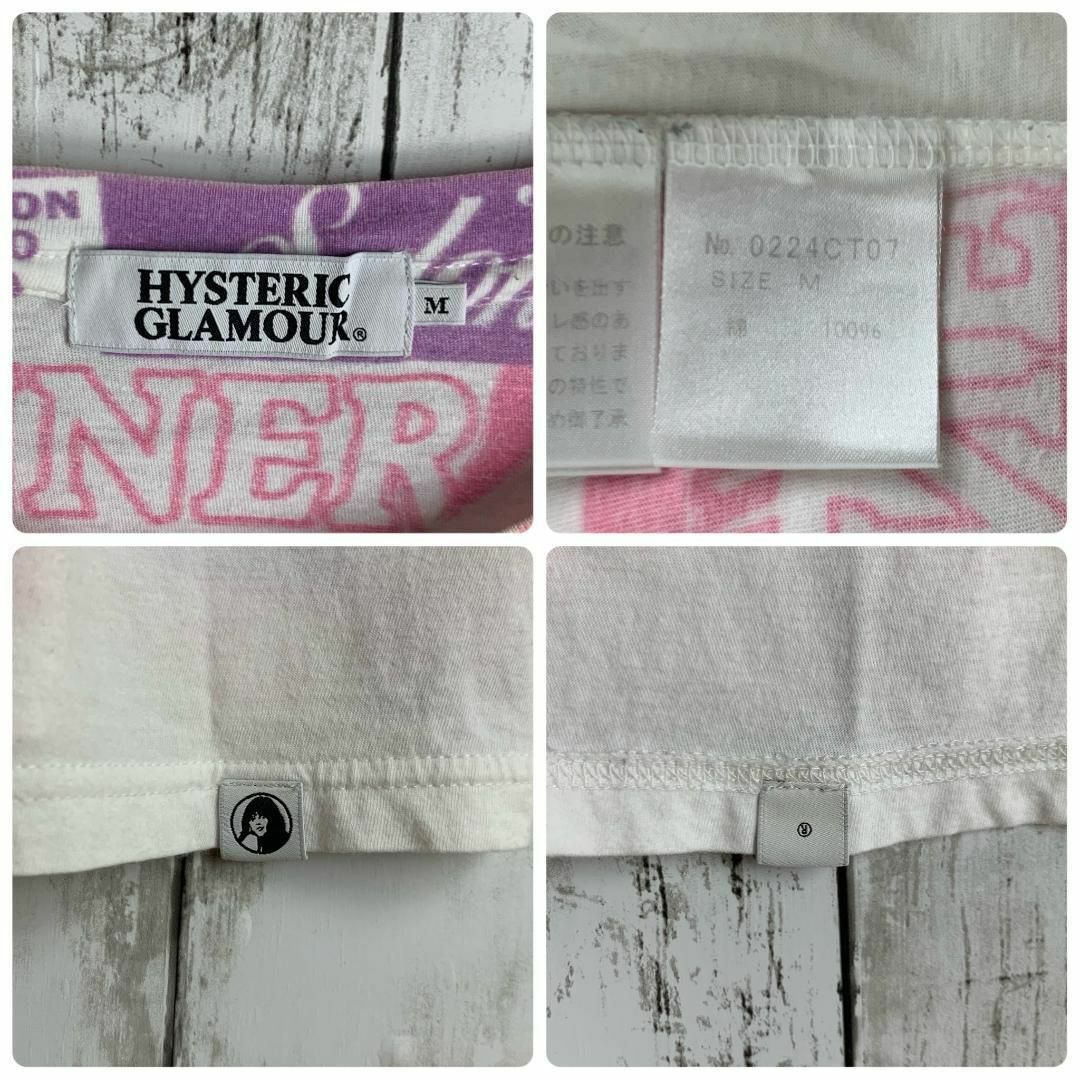 ON
O
HYSTERIC
GLAMOUR®
M
NER
の注意
いを出す
レ感のあ
ておりま
の特性で
め御了承
No. 0224CT07
SIZE M
綿 100%
®